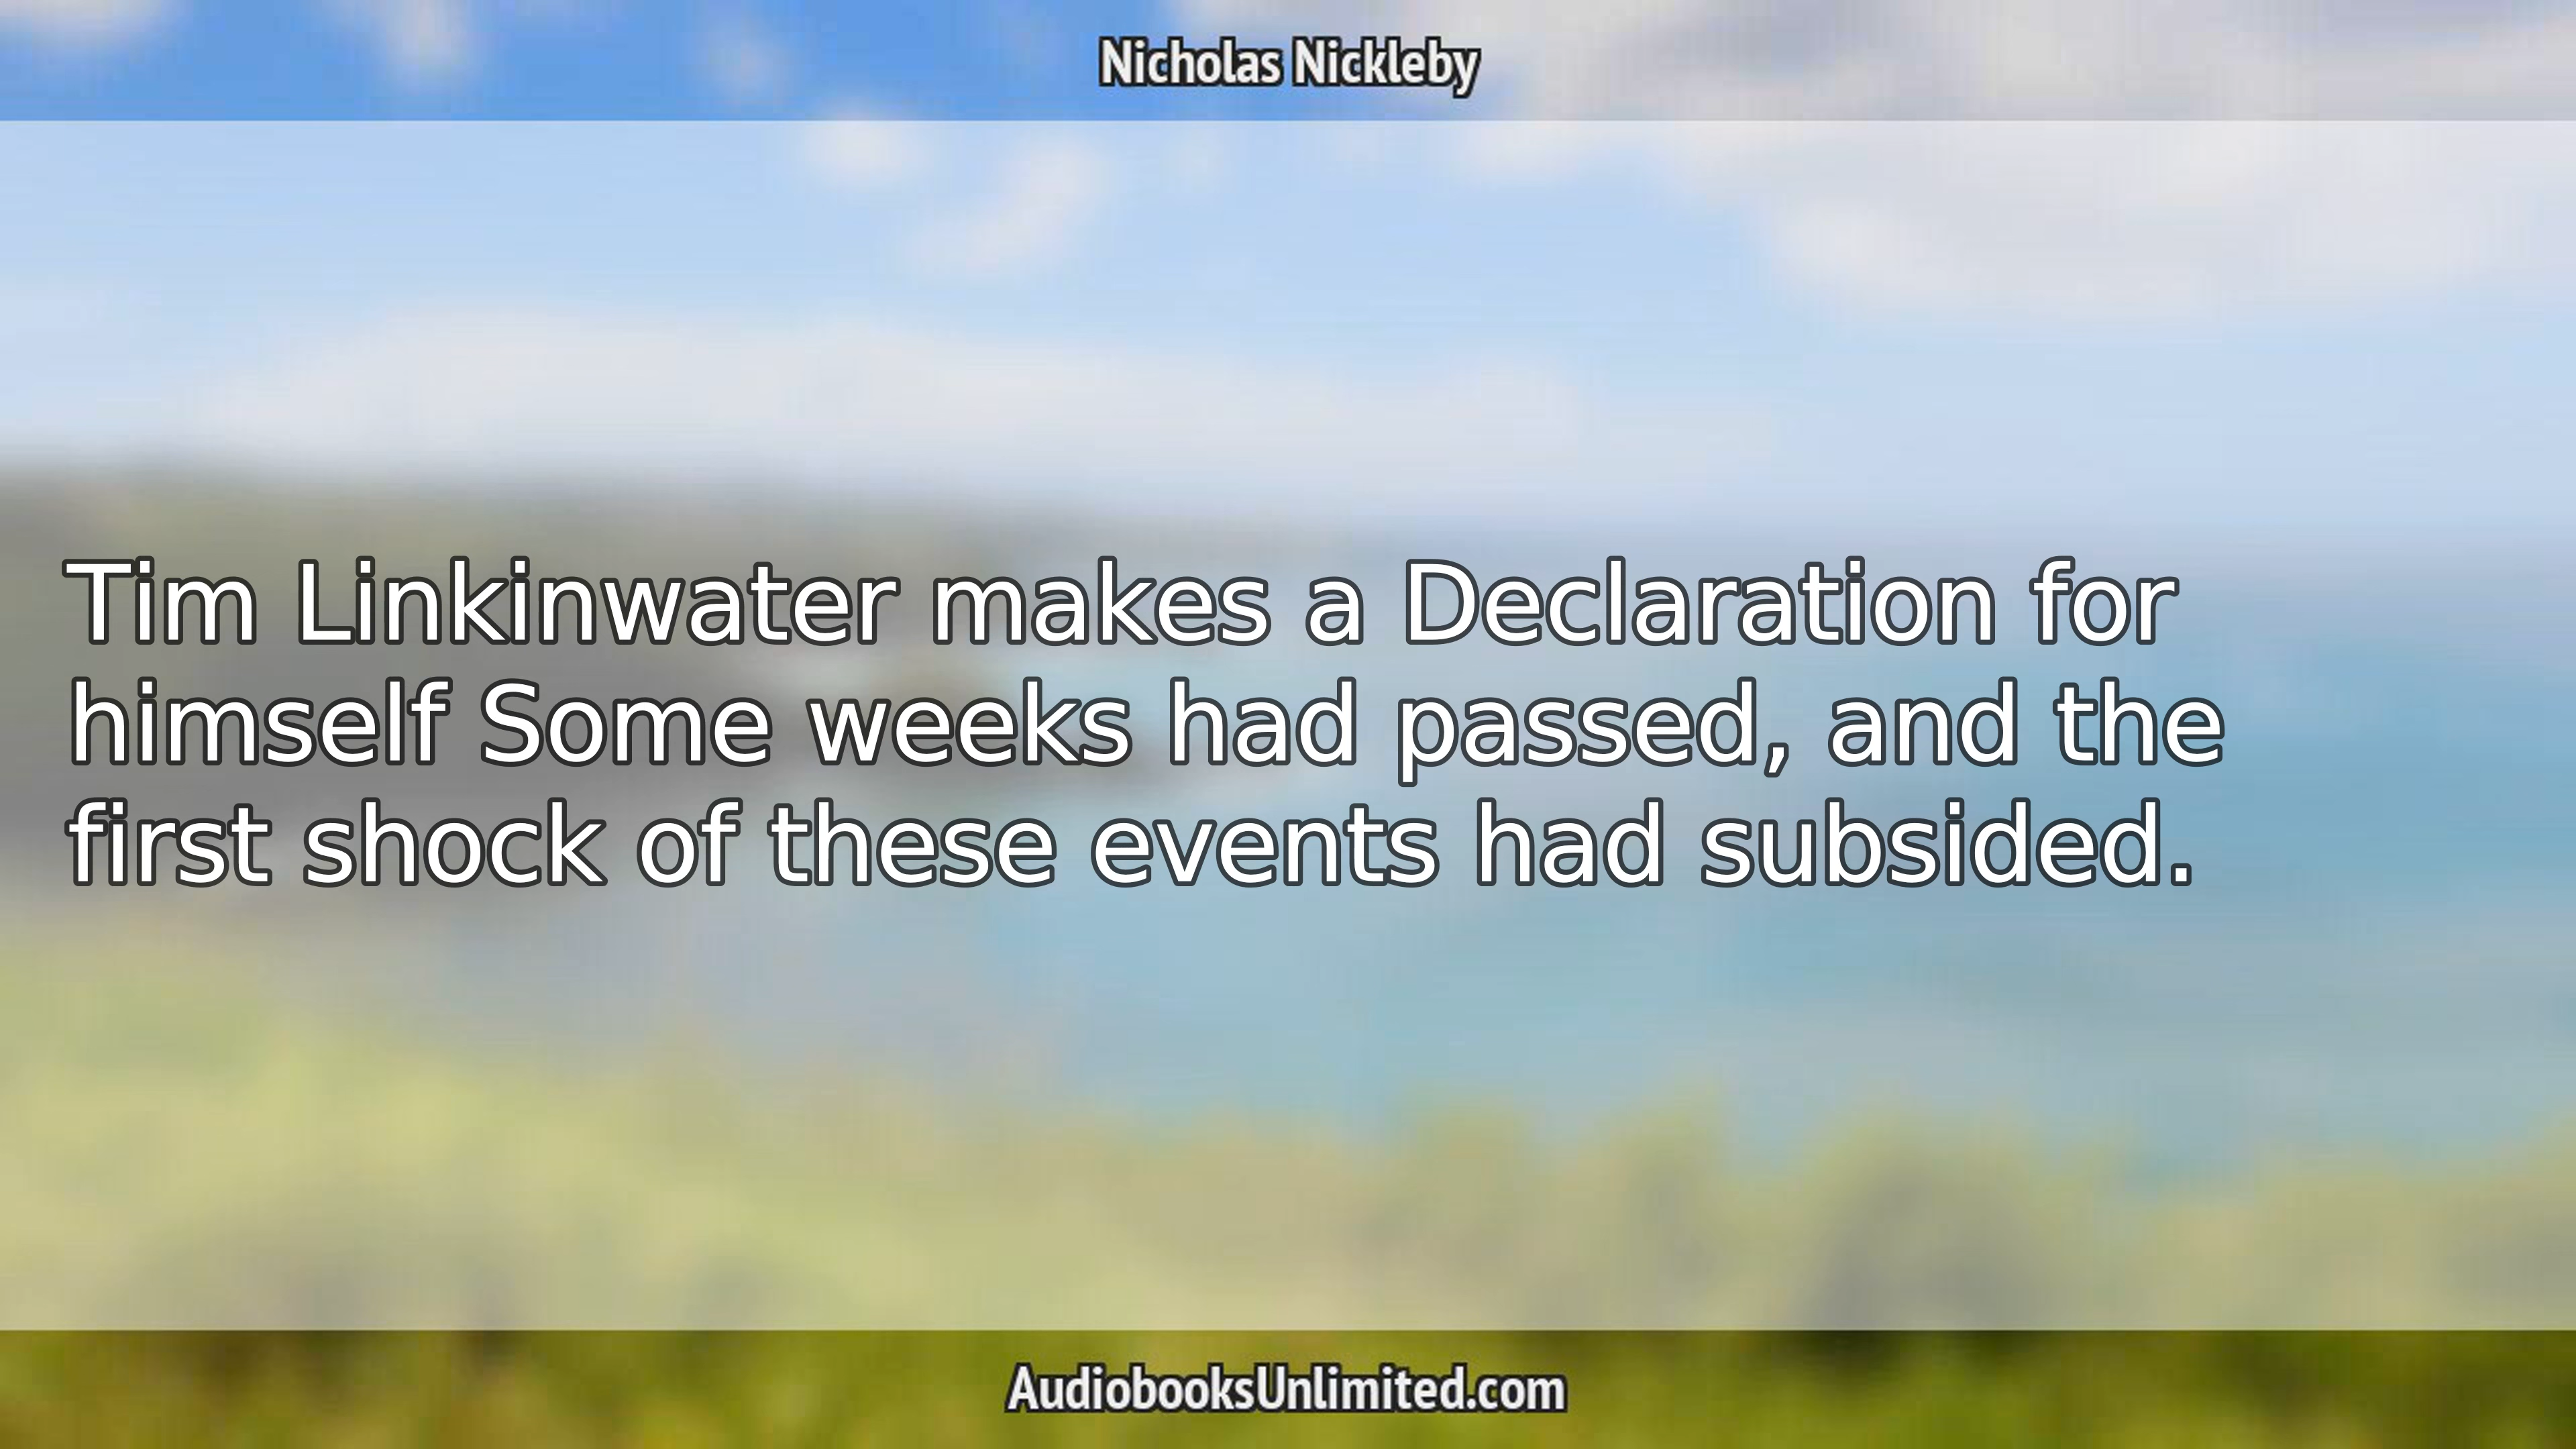 Nicholas Nickleby
Tim Linkinwater makes a Declaration for
himself Some weeks had passed, and the
first shock of these events had subsided.
AudiobooksUnlimited.com